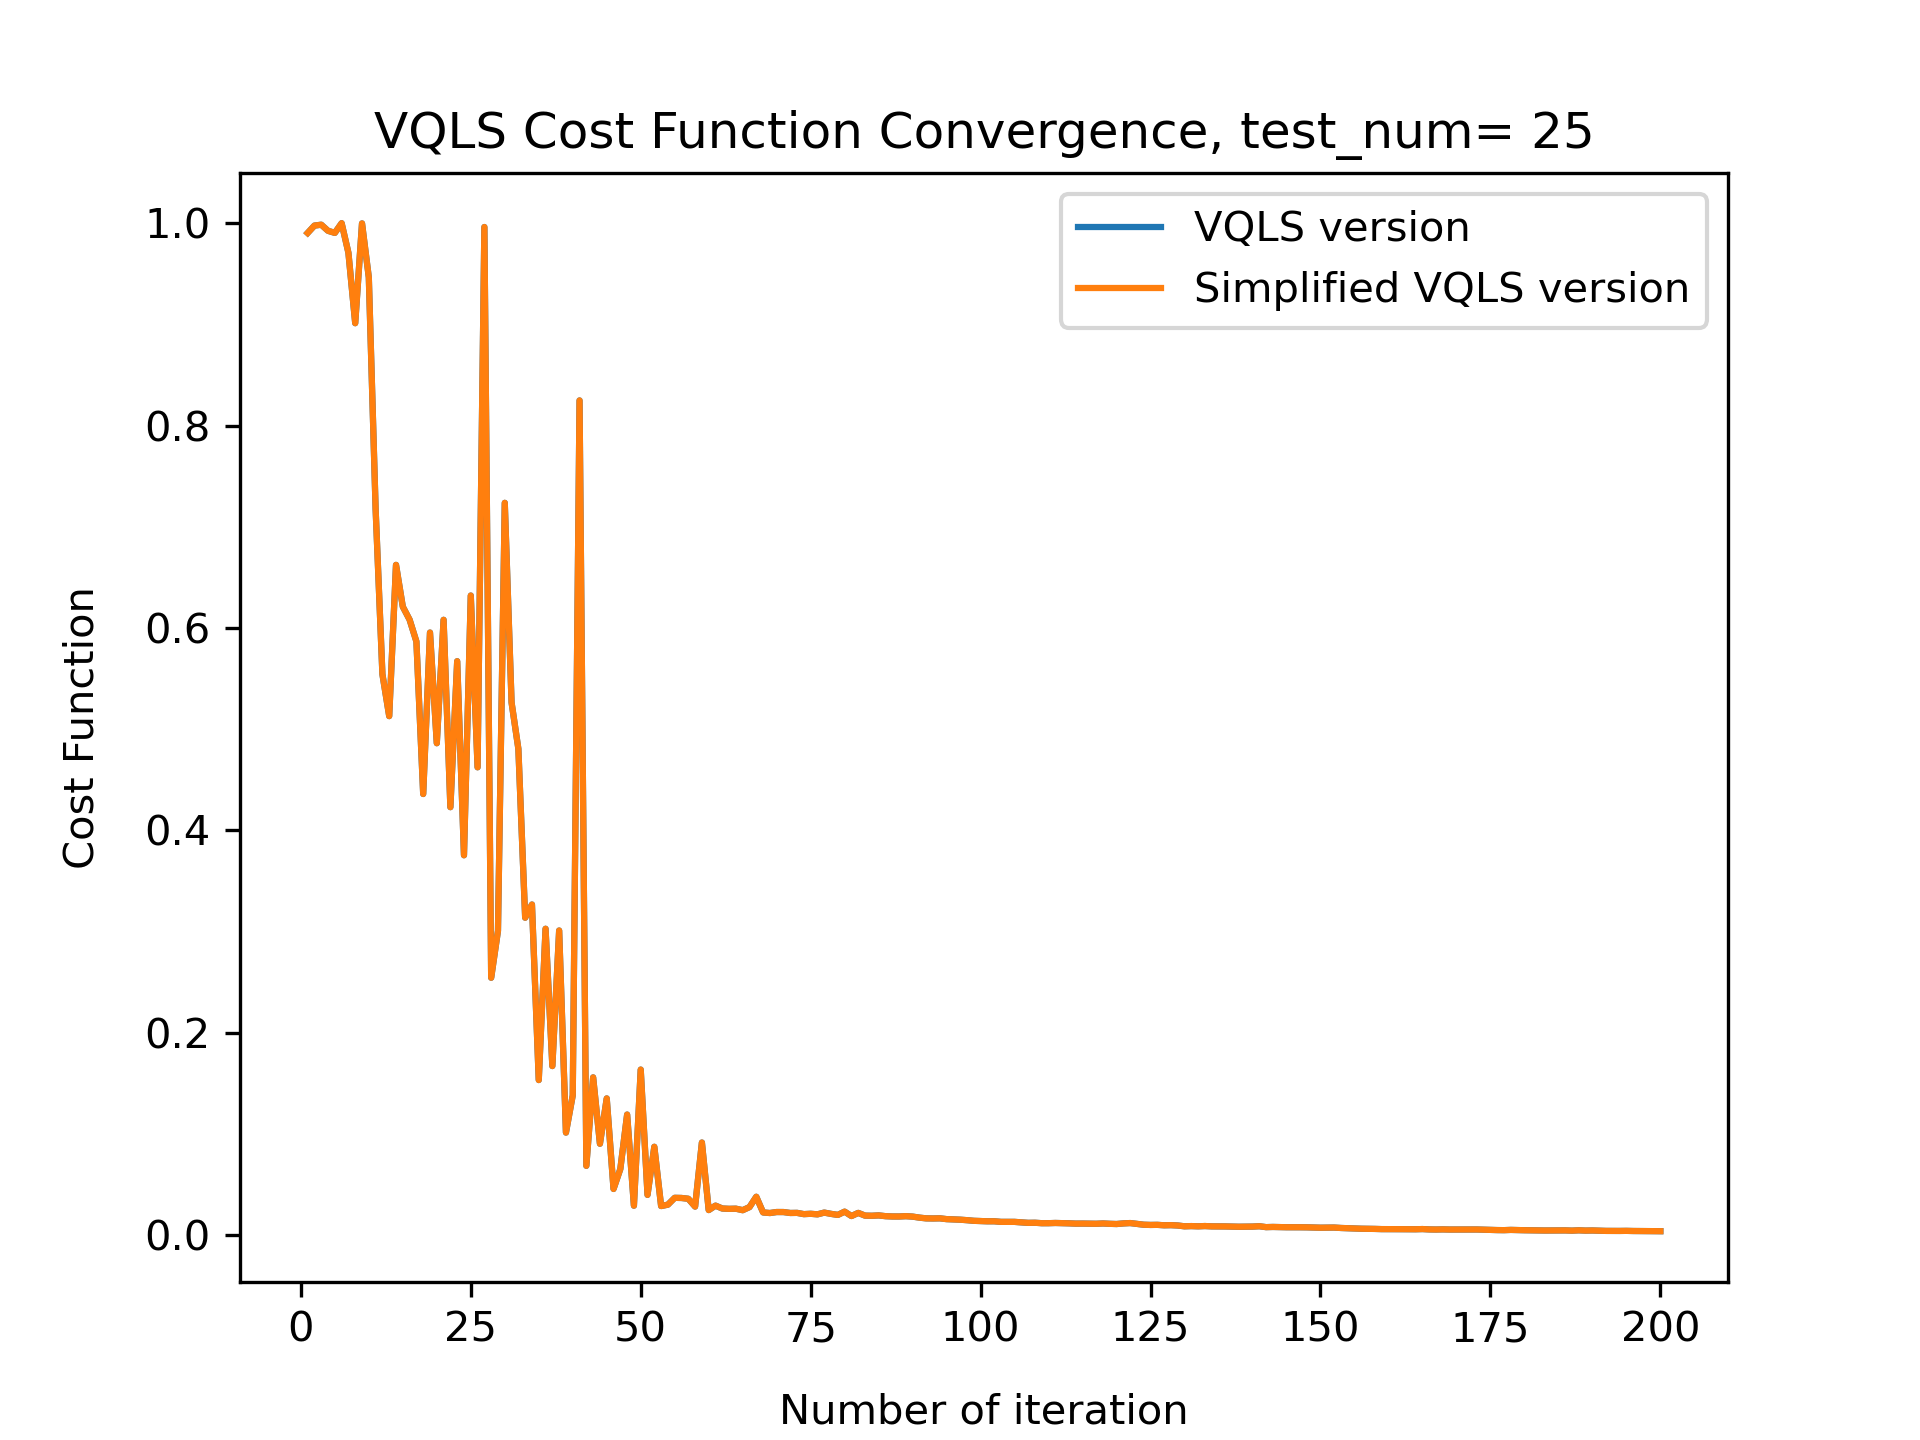 VQLS Cost Function Convergence, test_num= 25
VQLS version
Simplified VQLS version
1.0
0.8
0.6
0.4
0.2
0.0
Cost Function
0 25 50 75 100 125 150 175 200
Number of iteration